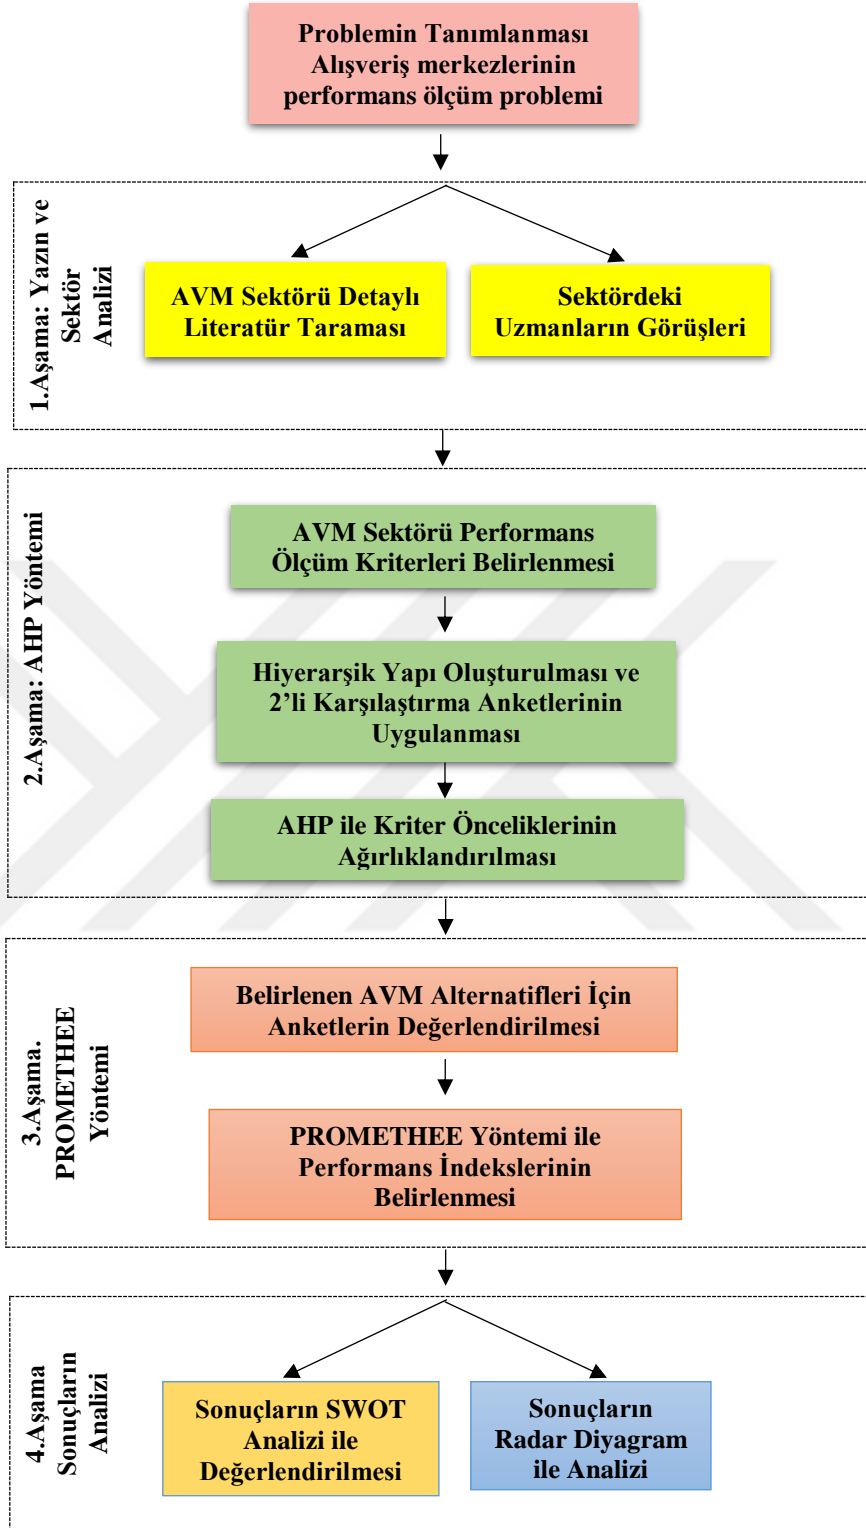 Problemin Tanımlanması
Alışveriş merkezlerinin
performans ölçüm problemi
1.Aşama: Yazın ve
Sektör
Analizi
AVM Sektörü Detaylı
Literatür Taraması
Sektördeki
Uzmanların Görüşleri
2.Aşama: AHP Yöntemi
AVM Sektörü Performans
Ölçüm Kriterleri Belirlenmesi
Hiyerarşik Yapı Oluşturulması ve
2’li Karşılaştırma Anketlerinin
Uygulanması
AHP ile Kriter Önceliklerinin
Ağırlıklandırılması
3.Aşama.
PROMETHEE
Yöntemi
Belirlenen AVM Alternatifleri İçin
Anketlerin Değerlendirilmesi
PROMETHEE Yöntemi ile
Performans İndekslerinin
Belirlenmesi
4.Aşama
Sonuçların
Analizi
Sonuçların SWOT
Analizi ile
Değerlendirilmesi
Sonuçların
Radar Diyagram
ile Analizi